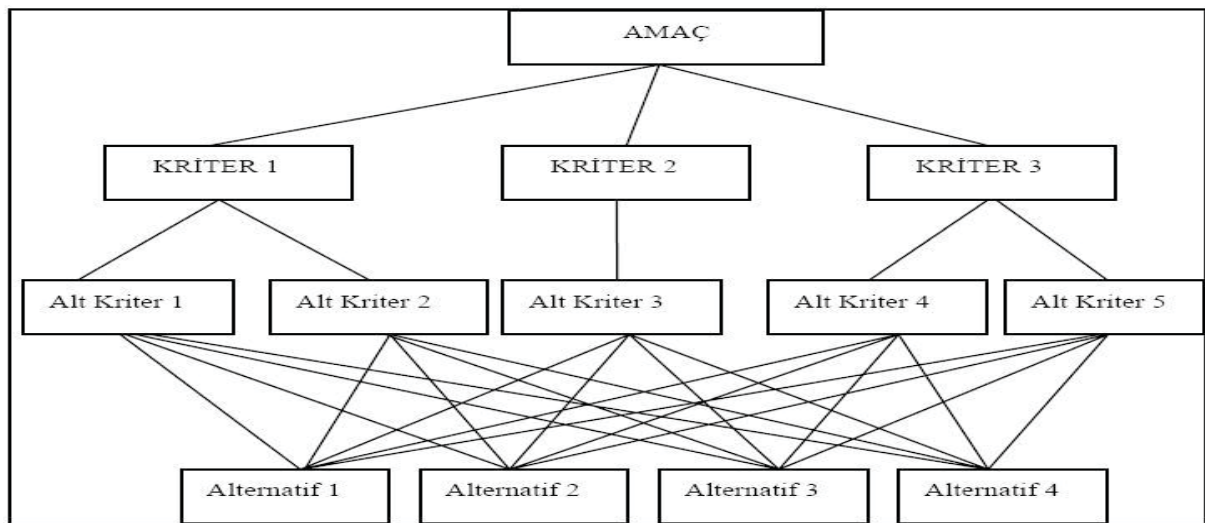 AMAÇ
KRİTER 1
KRİTER 2
KRİTER 3
Alt Kriter 1
Alt Kriter 2
Alt Kriter 3
Alt Kriter 4
Alt Kriter 5
Alternatif 1
Alternatif 2
Alternatif 3
Alternatif 4